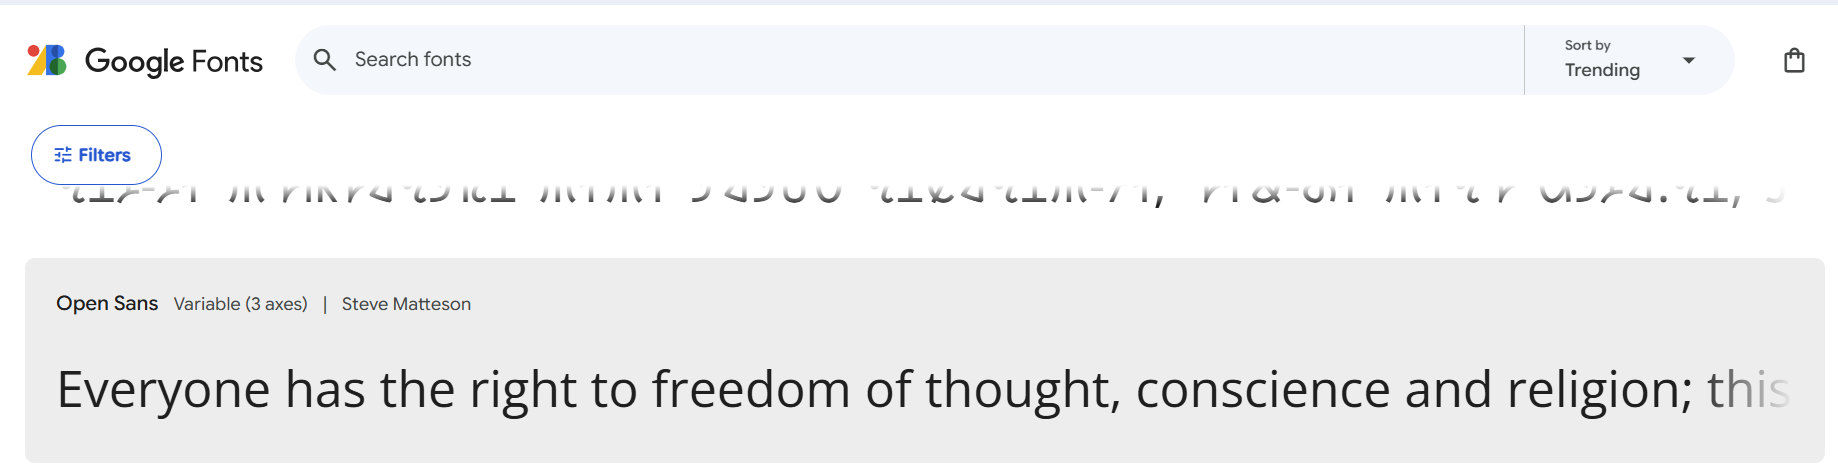 Google Fonts
Search fonts
Sort by
Trending
Filters
Open Sans Variable (3 axes) | Steve Matteson
Everyone has the right to freedom of thought, conscience and religion; this